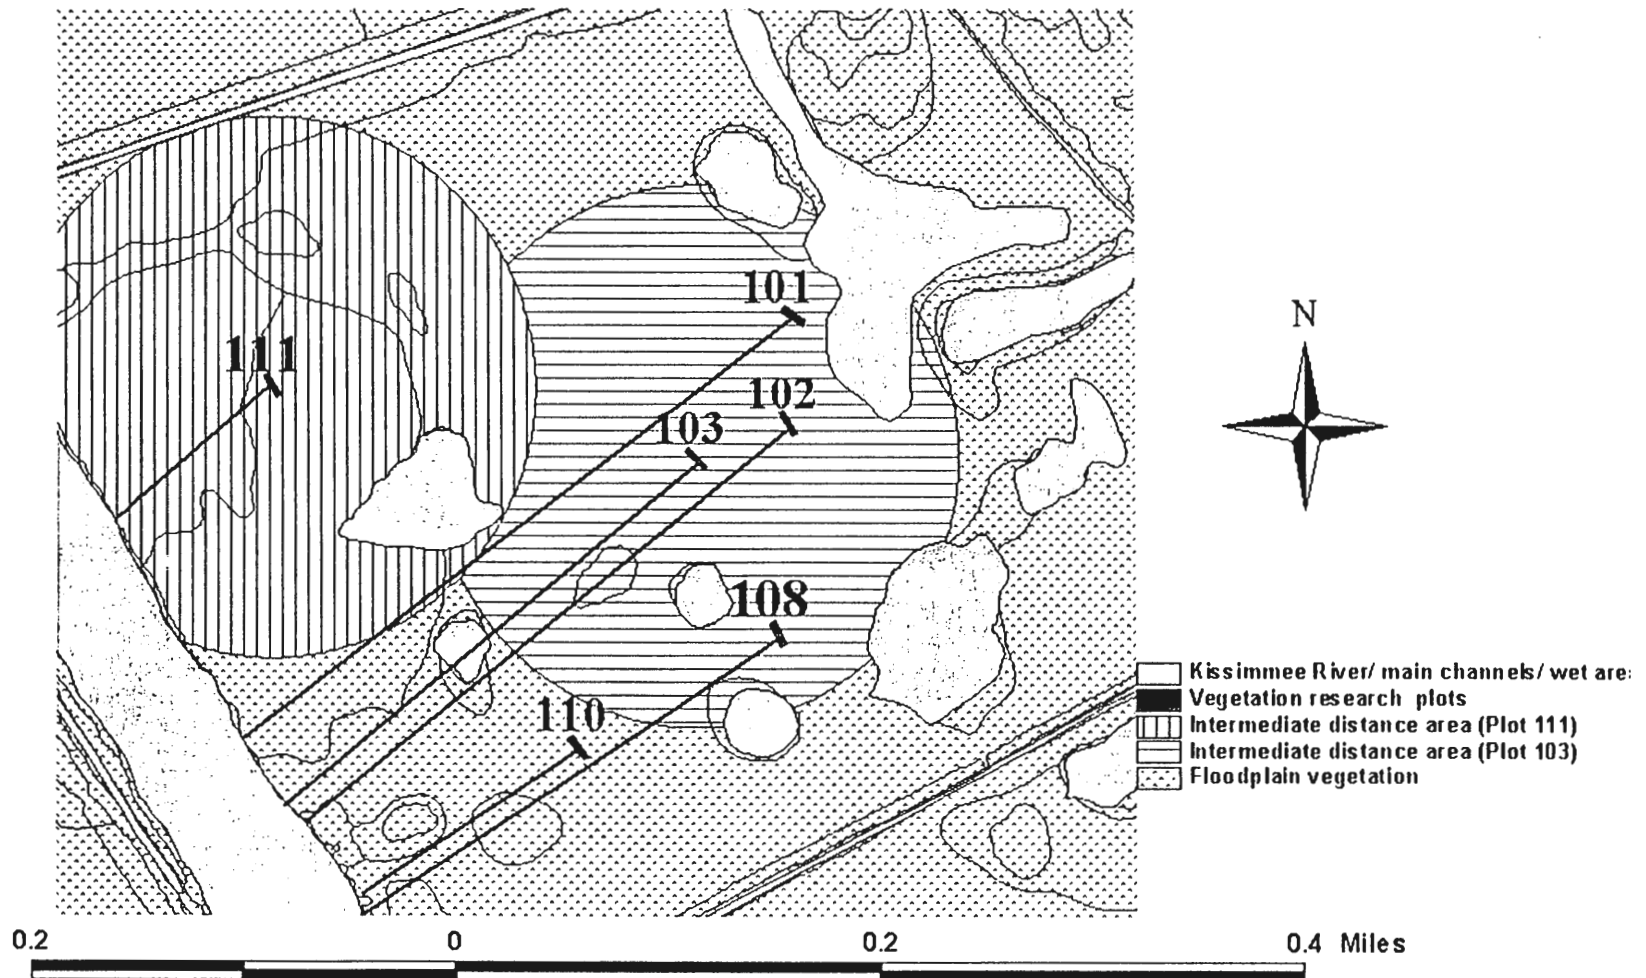 101
111
102
103
108
110
N
Kissimmee River/ main channels/ wet are
Vegetation research plots
Intermediate distance area (Plot 111)
Intermediate distance area (Plot 103)
Floodplain vegetation
0.2 0 0.2 0.4 Miles